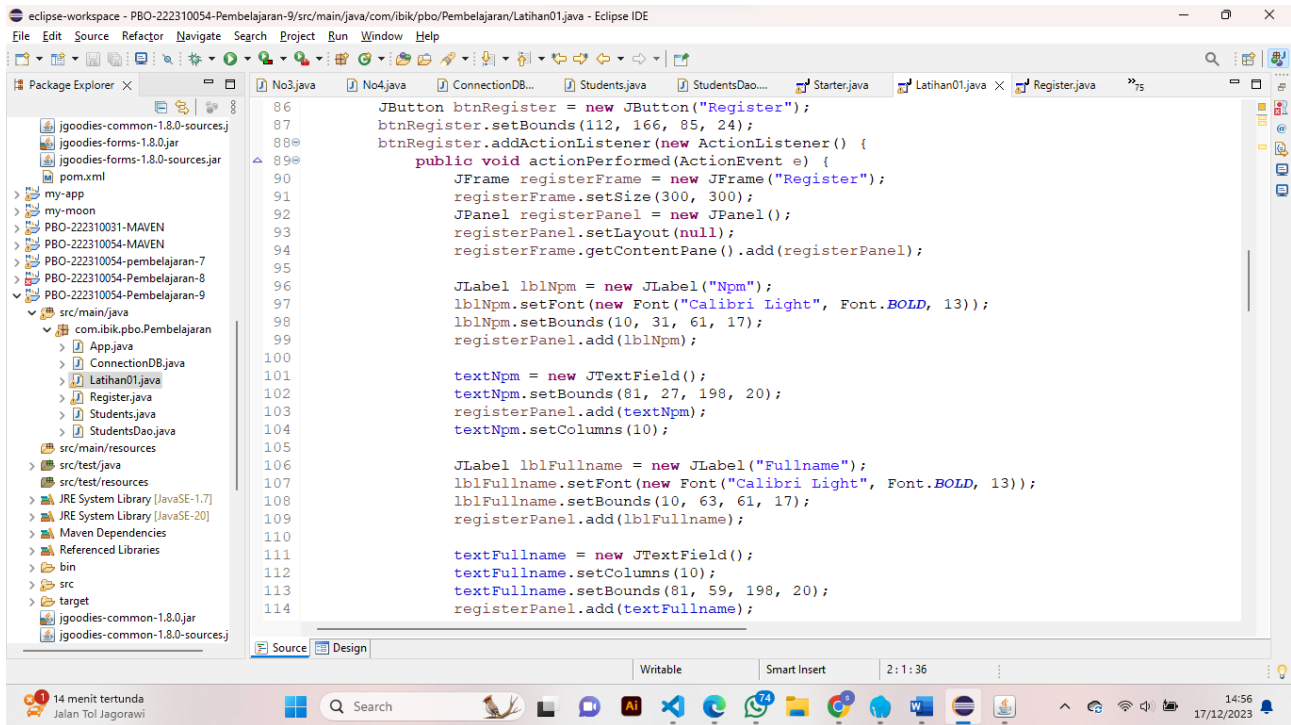 eclipse-workspace - PBO-222310054-Pembelajaran-9/src/main/java/com/ibik/pbo/Pembelajaran/Latihan01.java - Eclipse IDE
File Edit Source Refactor Navigate Search Project Run Window Help
Package Explorer
No3.java No4.java ConnectionDB... Students.java StudentsDao.... Starter.java Latihan01.java Register.java »75
jgoodies-common-1.8.0-sources.j
jgoodies-forms-1.8.0.jar
jgoodies-forms-1.8.0-sources.jar
pom.xml
my-app
my-moon
PBO-222310031-MAVEN
PBO-222310054-MAVEN
PBO-222310054-pembelajaran-7
PBO-222310054-Pembelajaran-8
PBO-222310054-Pembelajaran-9
src/main/java
com.ibik.pbo.Pembelajaran
App.java
ConnectionDB.java
Latihan01.java
Register.java
Students.java
StudentsDao.java
src/main/resources
src/test/java
src/test/resources
JRE System Library [JavaSE-1.7]
JRE System Library [JavaSE-20]
Maven Dependencies
Referenced Libraries
bin
src
target
jgoodies-common-1.8.0.jar
jgoodies-common-1.8.0-sources.j
86 JButton btnRegister = new JButton("Register");
87 btnRegister.setBounds(112, 166, 85, 24);
88 btnRegister.addActionListener(new ActionListener() {
89 public void actionPerformed(ActionEvent e) {
90 JFrame registerFrame = new JFrame("Register");
91 registerFrame.setSize(300, 300);
92 JPanel registerPanel = new JPanel();
93 registerPanel.setLayout(null);
94 registerFrame.getContentPane().add(registerPanel);
95
96 JLabel lblNpm = new JLabel("Npm");
97 lblNpm.setFont(new Font("Calibri Light", Font.BOLD, 13));
98 lblNpm.setBounds(10, 31, 61, 17);
99 registerPanel.add(lblNpm);
100
101 textNpm = new JTextField();
102 textNpm.setBounds(81, 27, 198, 20);
103 registerPanel.add(textNpm);
104 textNpm.setColumns(10);
105
106 JLabel lblFullname = new JLabel("Fullname");
107 lblFullname.setFont(new Font("Calibri Light", Font.BOLD, 13));
108 lblFullname.setBounds(10, 63, 61, 17);
109 registerPanel.add(lblFullname);
110
111 textFullname = new JTextField();
112 textFullname.setColumns(10);
113 textFullname.setBounds(81, 59, 198, 20);
114 registerPanel.add(textFullname);
Source Design
Writable Smart Insert 2 : 1 : 36
1
14 menit tertunda
Jalan Tol Jagorawi
Search
Ai
74
14:56
17/12/2023